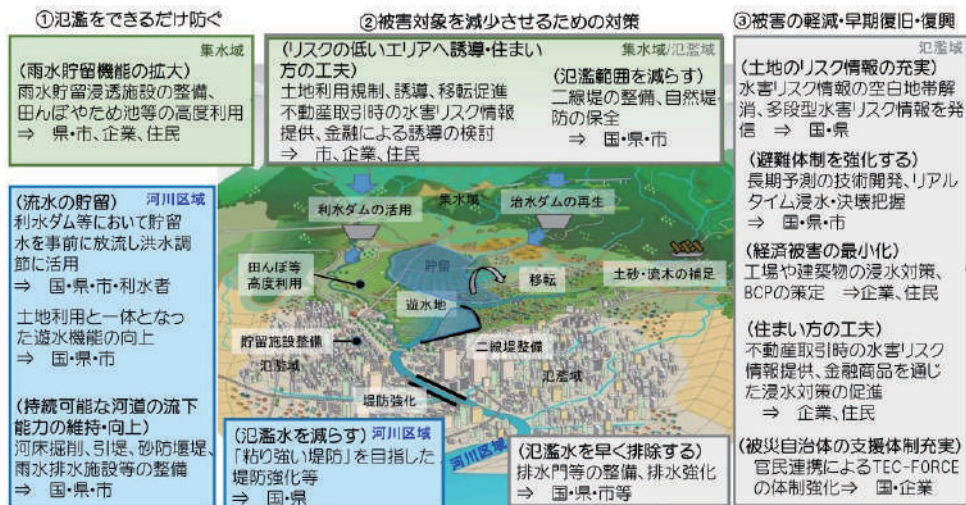 ①氾濫をできるだけ防ぐ
集水域
(雨水貯留機能の拡大)
雨水貯留浸透施設の整備、
田んぼやため池等の高度利用
⇒ 県・市、企業、住民
(流水の貯留)
河川区域
利水ダム等において貯留
水を事前に放流し洪水調
節に活用
⇒ 国・県・市・利水者
土地利用と一体となっ
た遊水機能の向上
⇒ 国・県・市
(持続可能な河道の流下
能力の維持・向上)
河床掘削、引堤、砂防堰堤、
雨水排水施設等の整備
⇒ 国・県・市
②被害対象を減少させるための対策
(リスクの低いエリアへ誘導・住まい
方の工夫)
土地利用規制、誘導、移転促進
不動産取引時の水害リスク情報
提供、金融による誘導の検討
⇒ 市、企業、住民
集水域/氾濫域
(氾濫範囲を減らす)
二線堤の整備、自然堤
防の保全
⇒ 国・県・市
利水ダムの活用
集水域
治水ダムの再生
田んぼ等
高度利用
貯留
移転
土砂・流木の補足
遊水地
貯留施設整備
二線堤整備
氾濫域
氾濫域
堤防強化
河川区域
(氾濫水を減らす)
河川区域
「粘り強い堤防」を目指した
堤防強化等
⇒ 国・県
(氾濫水を早く排除する)
排水門等の整備、排水強化
⇒ 国・県・市等
③被害の軽減・早期復旧・復興
氾濫域
(土地のリスク情報の充実)
水害リスク情報の空白地帯解
消、多段型水害リスク情報を発
信 ⇒ 国・県
(避難体制を強化する)
長期予測の技術開発、リアル
タイム浸水・決壊把握
⇒ 国・県・市
(経済被害の最小化)
工場や建築物の浸水対策、
BCPの策定 ⇒企業、住民
(住まい方の工夫)
不動産取引時の水害リスク
情報提供、金融商品を通じ
た浸水対策の促進
⇒ 企業、住民
(被災自治体の支援体制充実)
官民連携によるTEC-FORCE
の体制強化⇒ 国・企業